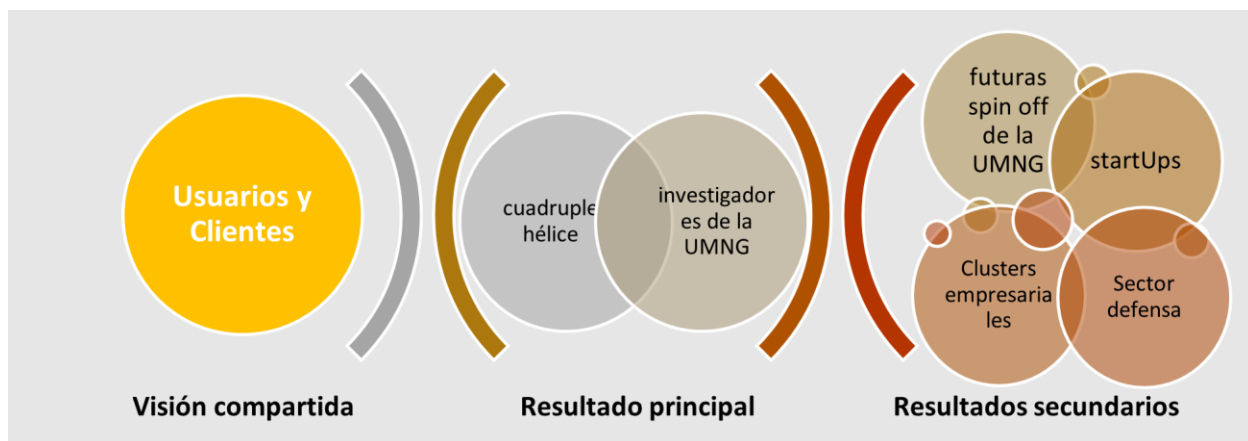 Usuarios y
Clientes
cuadruple
hélice
investigador
es de la
UMNG
futuras
spin off
de la
UMNG
startUps
Clusters
empresaria
les
Sector
defensa
Visión compartida
Resultado principal
Resultados secundarios